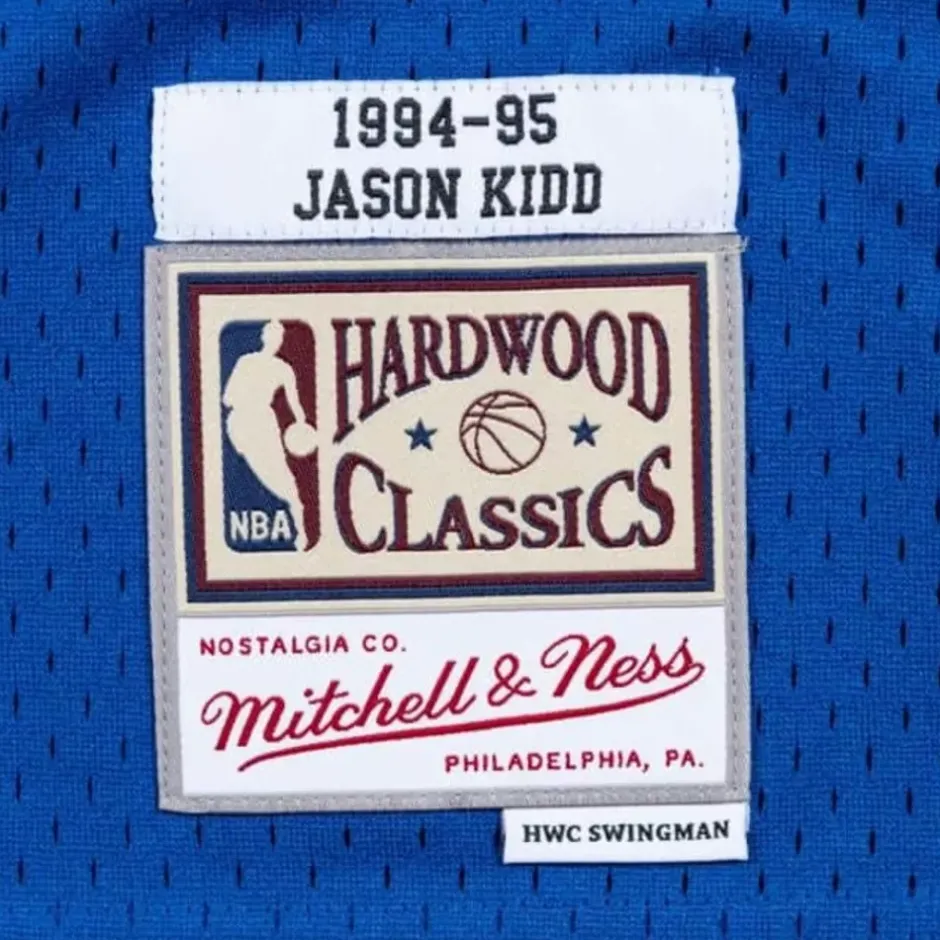 1994-95
JASON KIDD
HARDWOOD
CLASSICS
NBA
NOSTALGIA CO.
Mitchell & Ness
PHILADELPHIA, PA.
HWC SWINGMAN